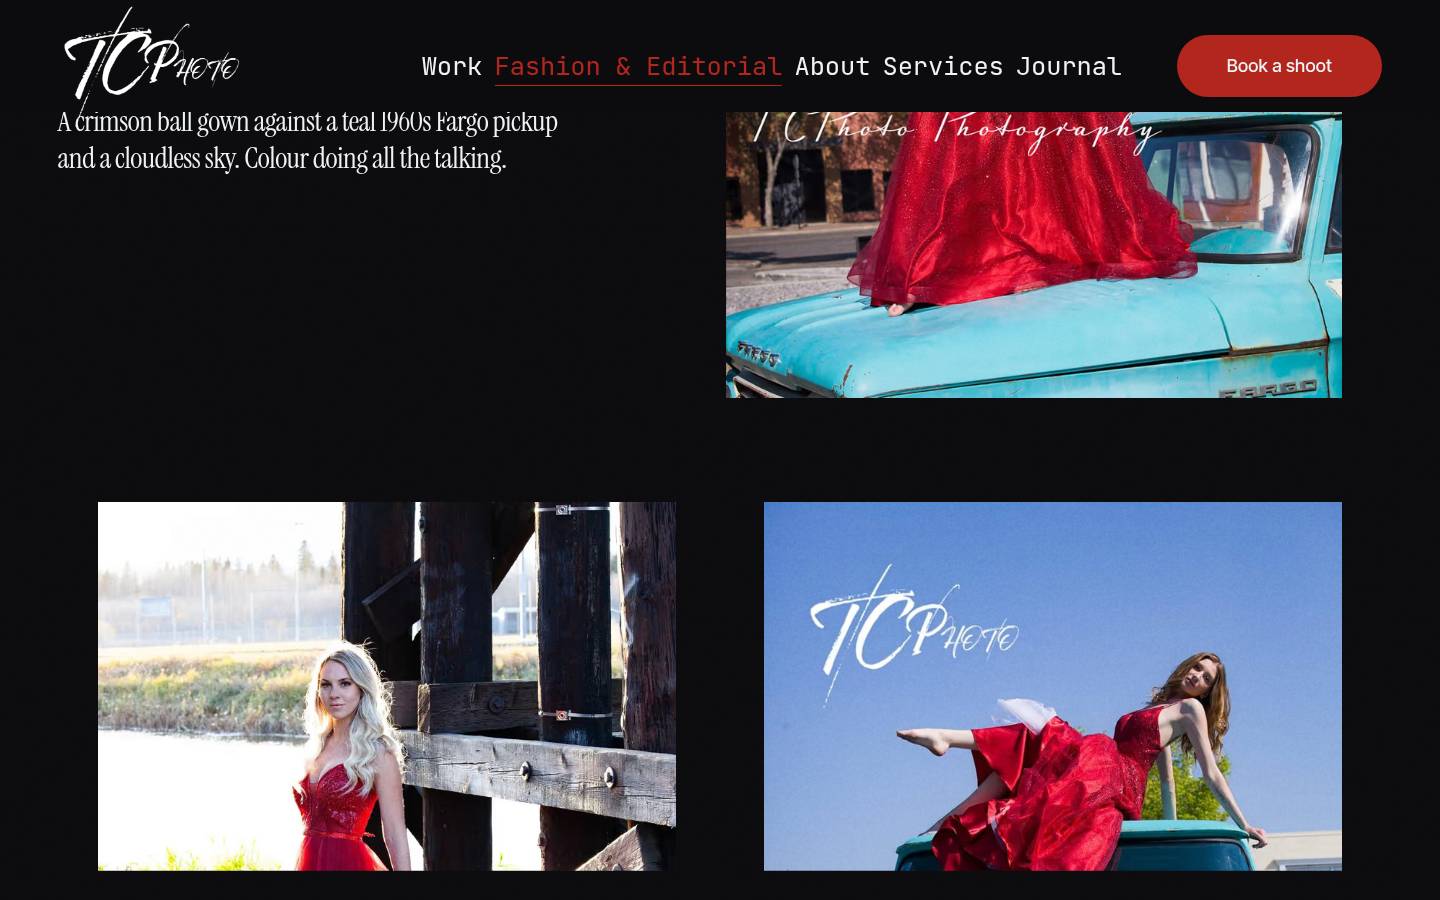 TCPHOTO
Work Fashion & Editorial About Services Journal
Book a shoot
A crimson ball gown against a teal 1960s Fargo pickup
and a cloudless sky. Colour doing all the talking.
TCPhoto Photography
FARGO
FARGO
TCPHOTO